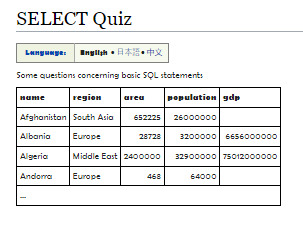 SELECT Quiz
Language: English • 日本語 • 中文
Some questions concerning basic SQL statements
name region area population gdp
Afghanistan South Asia 652225 26000000
Albania Europe 28728 3200000 6656000000
Algeria Middle East 2400000 32900000 75012000000
Andorra Europe 468 64000
...